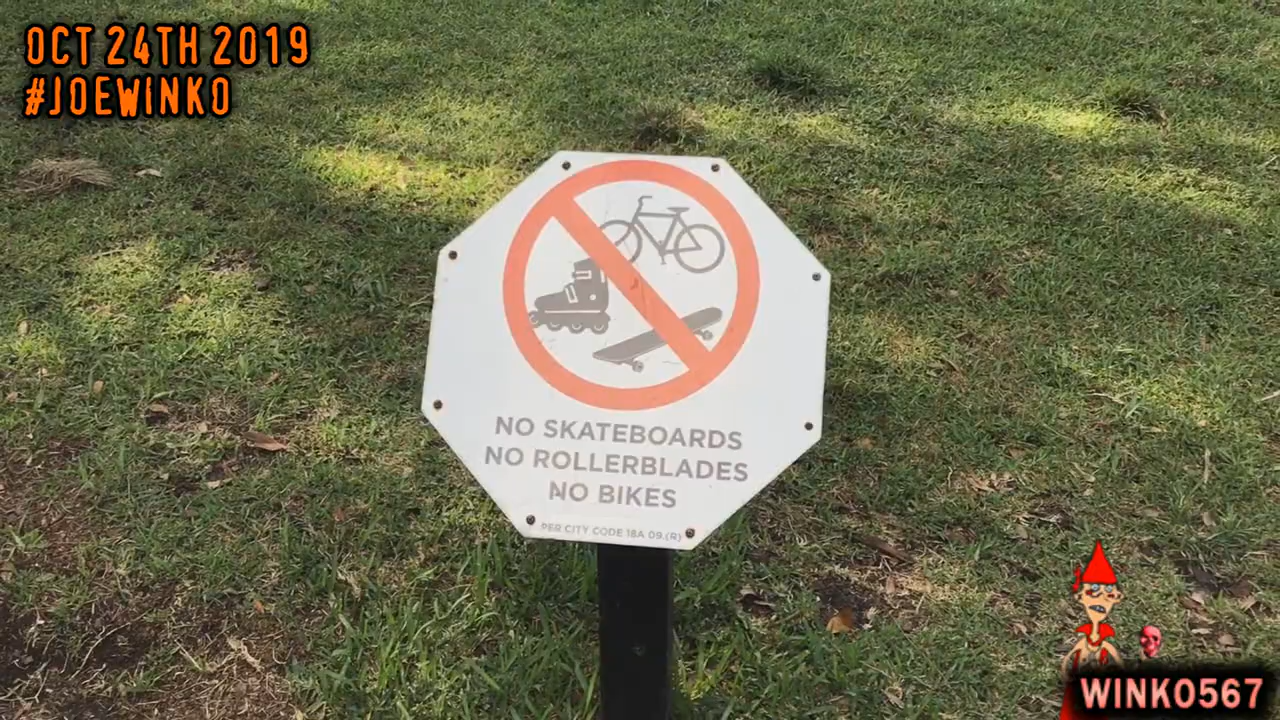 OCT 24TH 2019
#JOEWINKO
NO SKATEBOARDS
NO ROLLERBLADES
NO BIKES
PER CITY CODE 18A 09.(R)
WINKO567